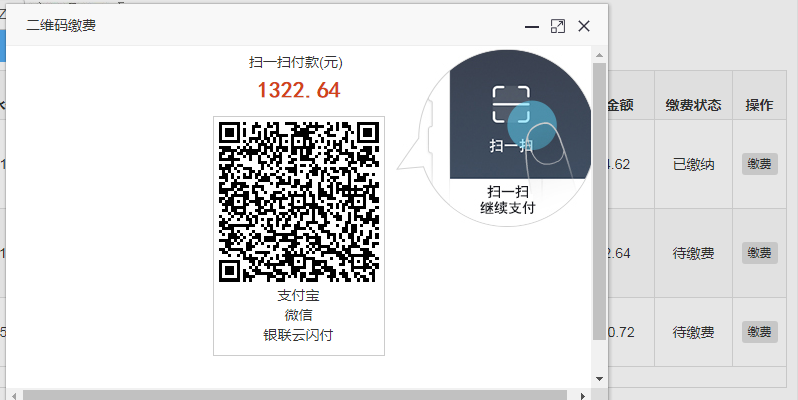 二维码缴费
扫一扫付款(元)
1322.64
支付宝
微信
银联云闪付
扫一扫
扫一扫
继续支付
金额 缴费状态 操作
.62 已缴纳 缴费
2.64 待缴费 缴费
0.72 待缴费 缴费